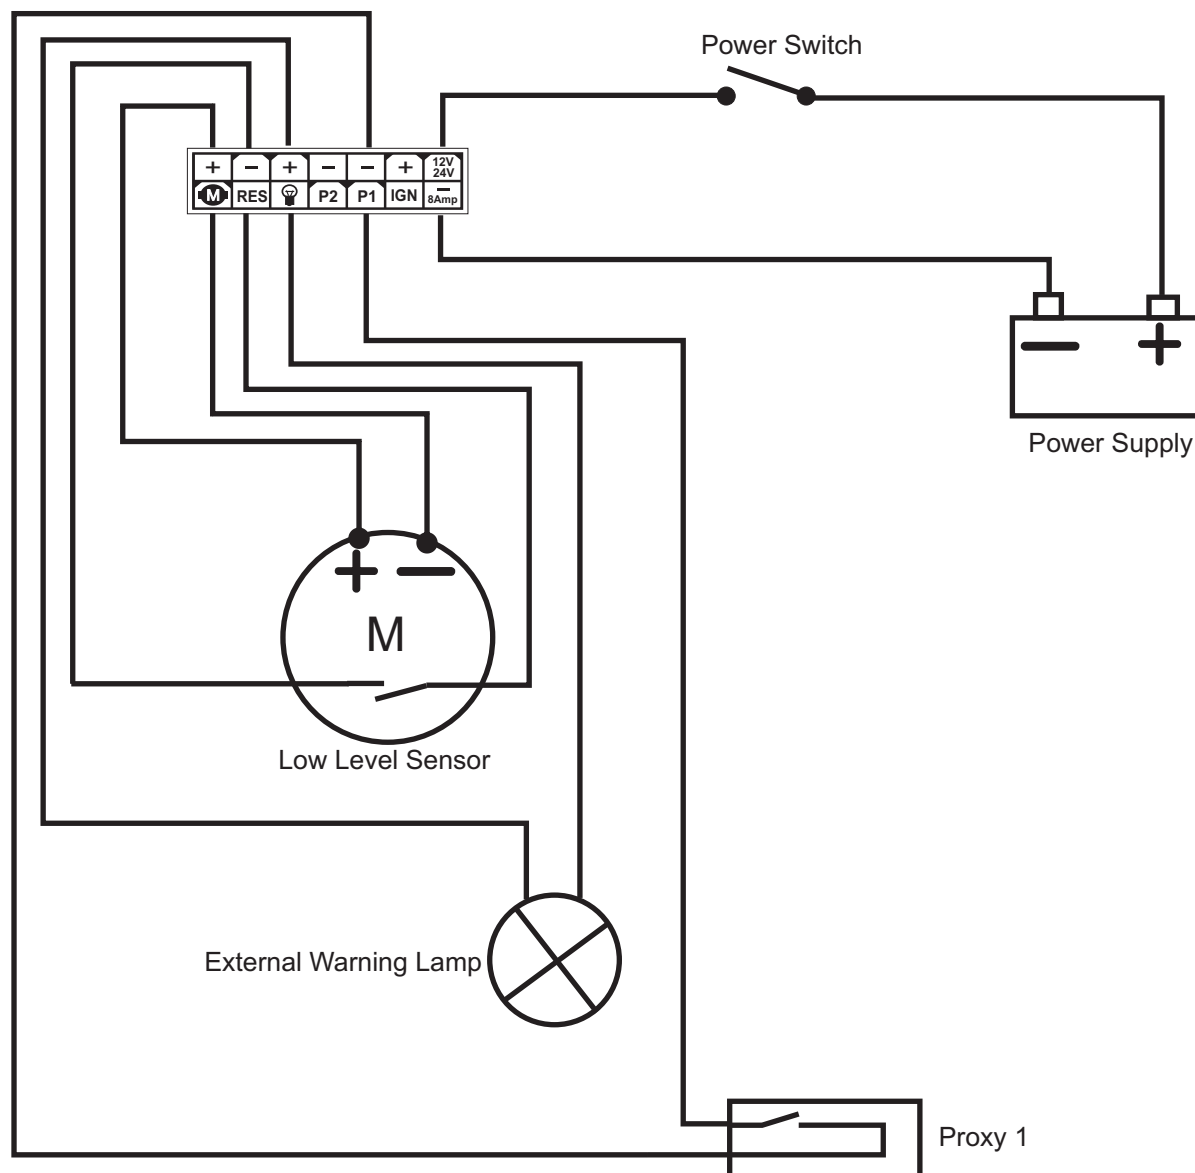 Power Switch
+ − + − − + 12V 24V
M RES P2 P1 IGN − 8Amp
− +
Power Supply
+ −
M
Low Level Sensor
External Warning Lamp
Proxy 1